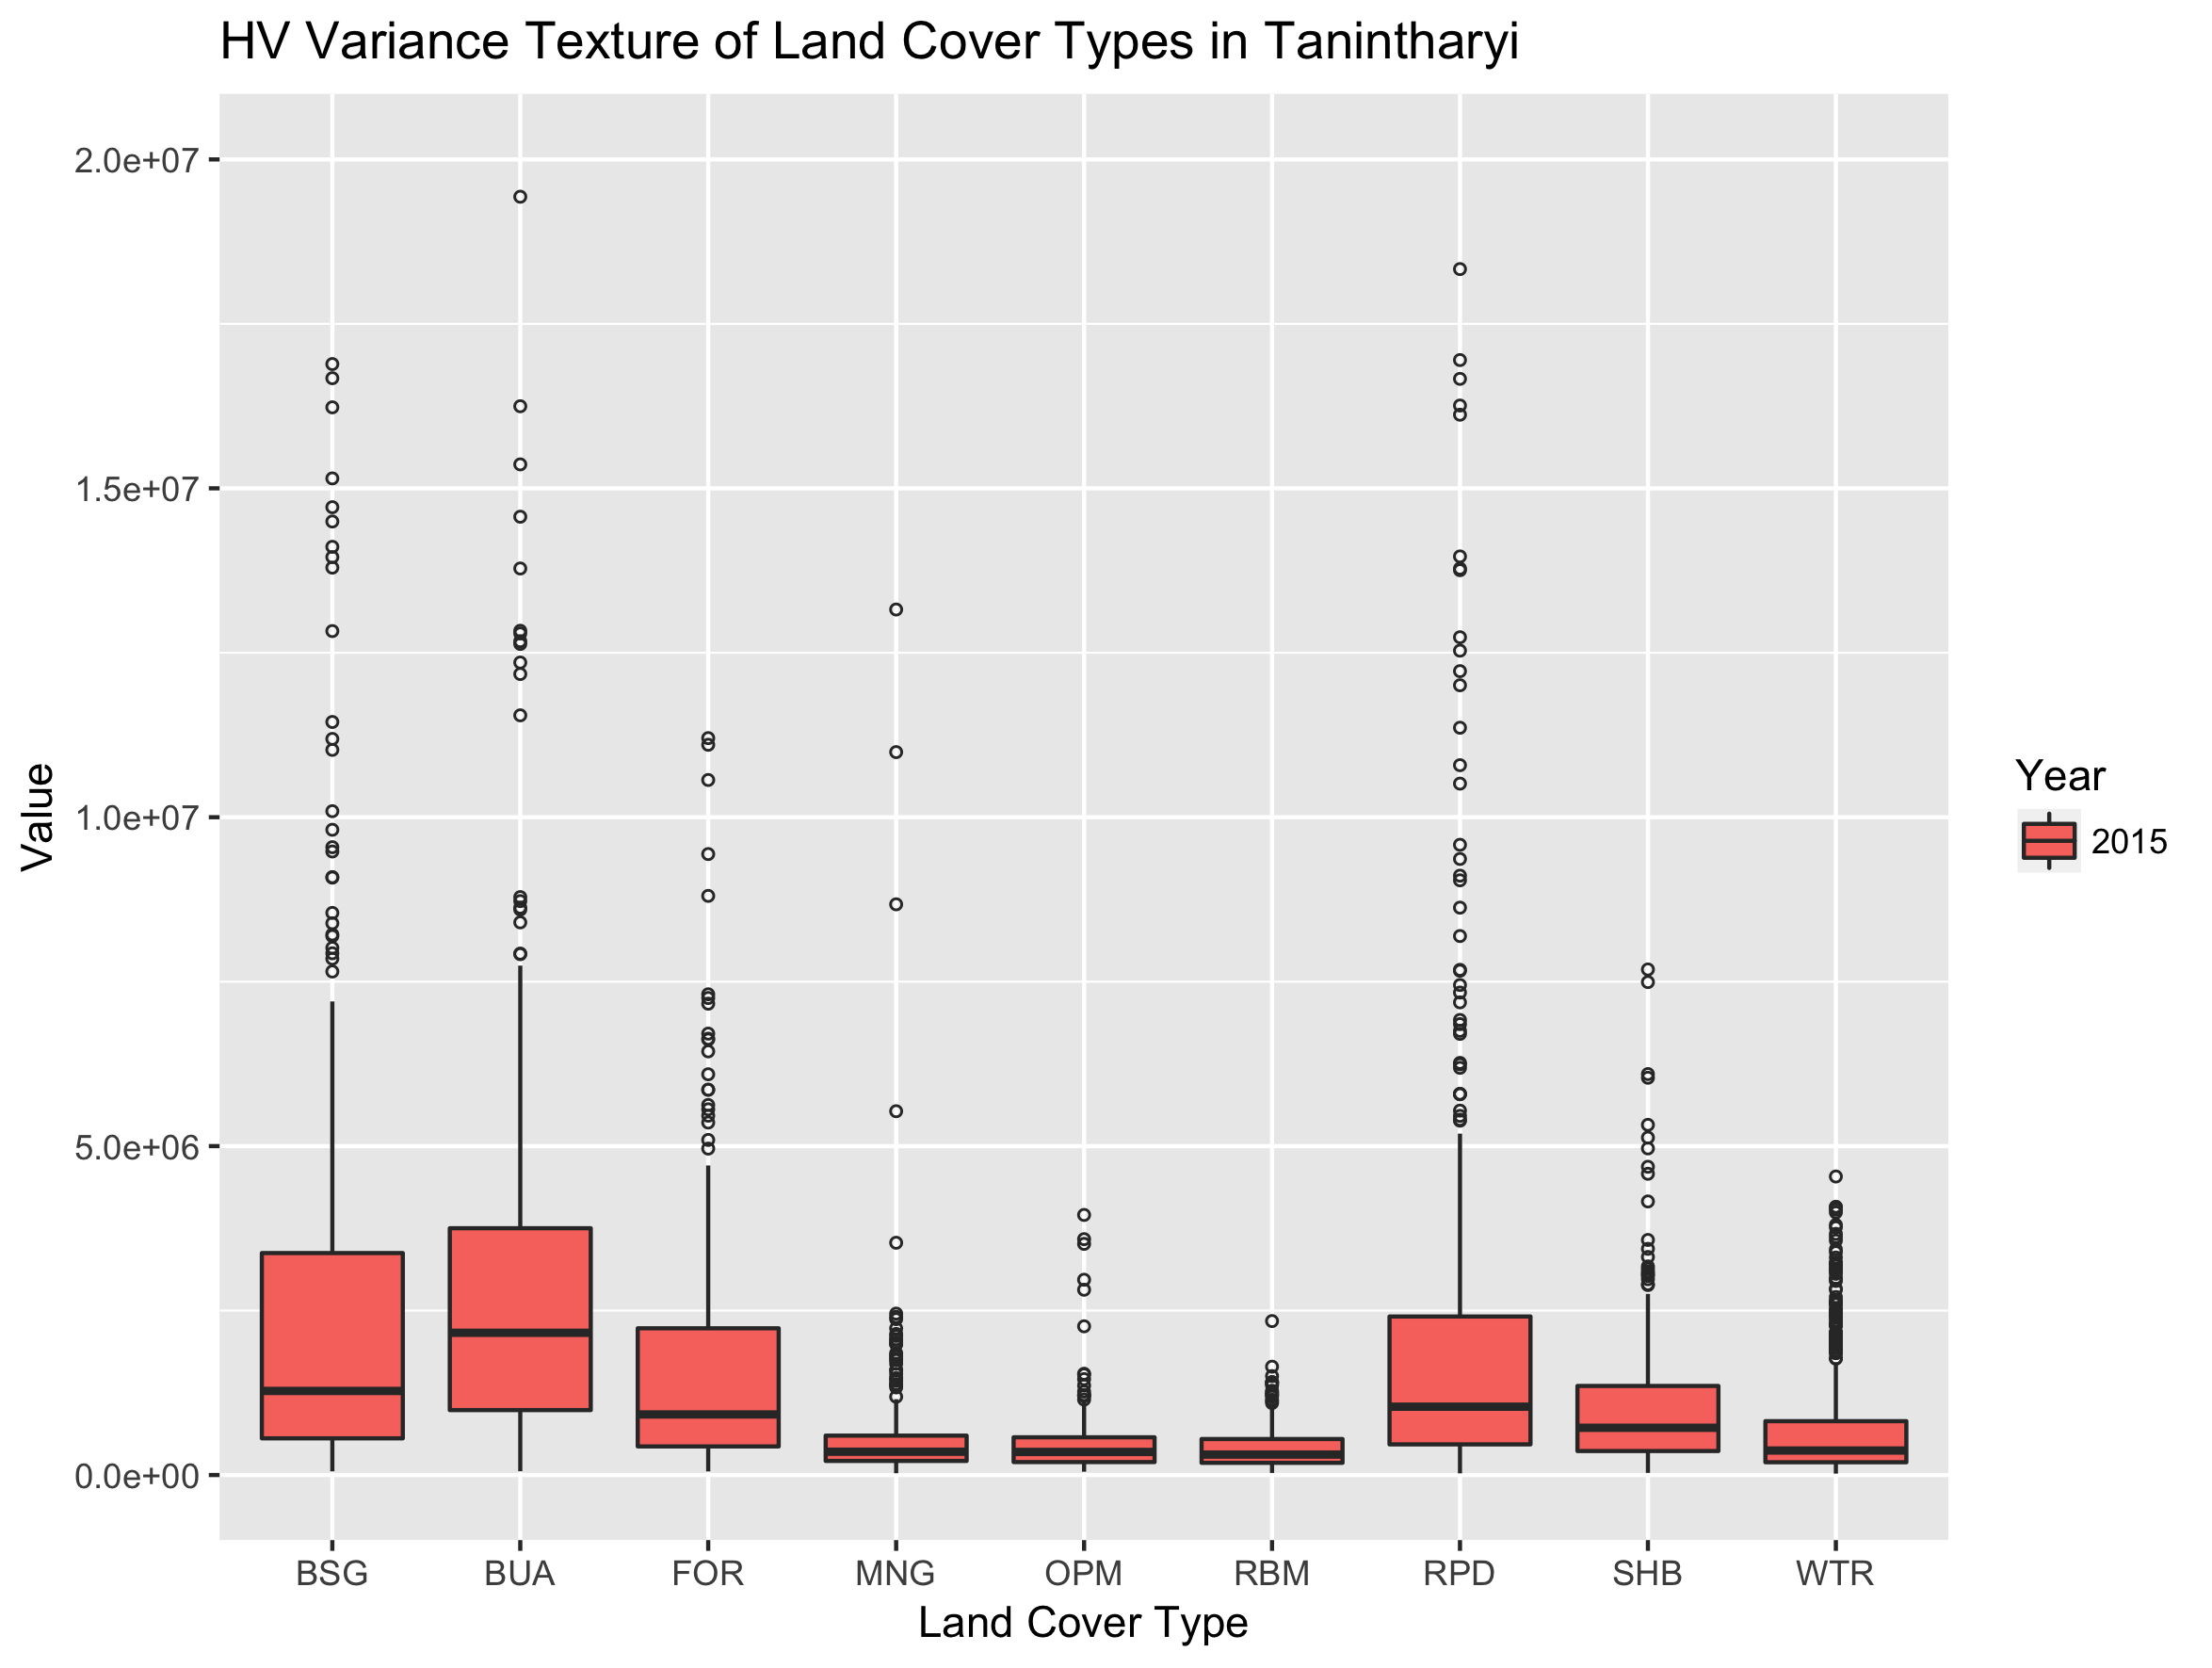 HV Variance Texture of Land Cover Types in Tanintharyi
Value
2.0e+07
1.5e+07
1.0e+07
5.0e+06
0.0e+00
BSG BUA FOR MNG OPM RBM RPD SHB WTR
Land Cover Type
Year
2015